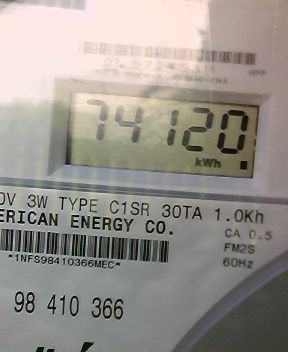 74120
kWh
0V 3W TYPE C1SR 30TA 1.0Kh
ERICAN ENERGY CO.
CA 0.5
FM2S
60Hz
*1NFS98410366MEC*
98 410 366